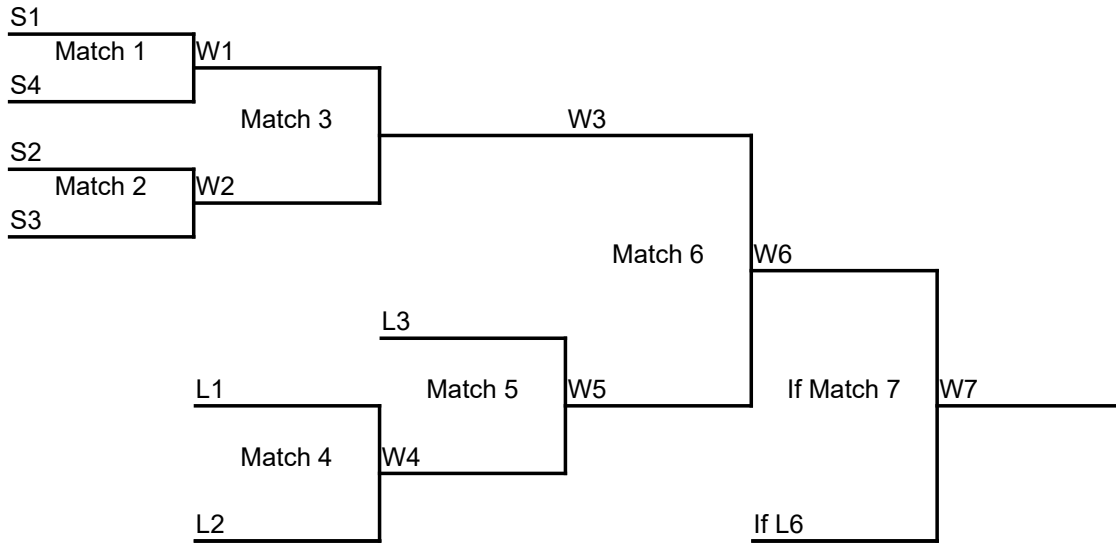 S1
Match 1
W1
S4
Match 3
W3
S2
Match 2
W2
S3
Match 6
W6
L3
L1
Match 5
W5
If Match 7
W7
Match 4
W4
L2
If L6